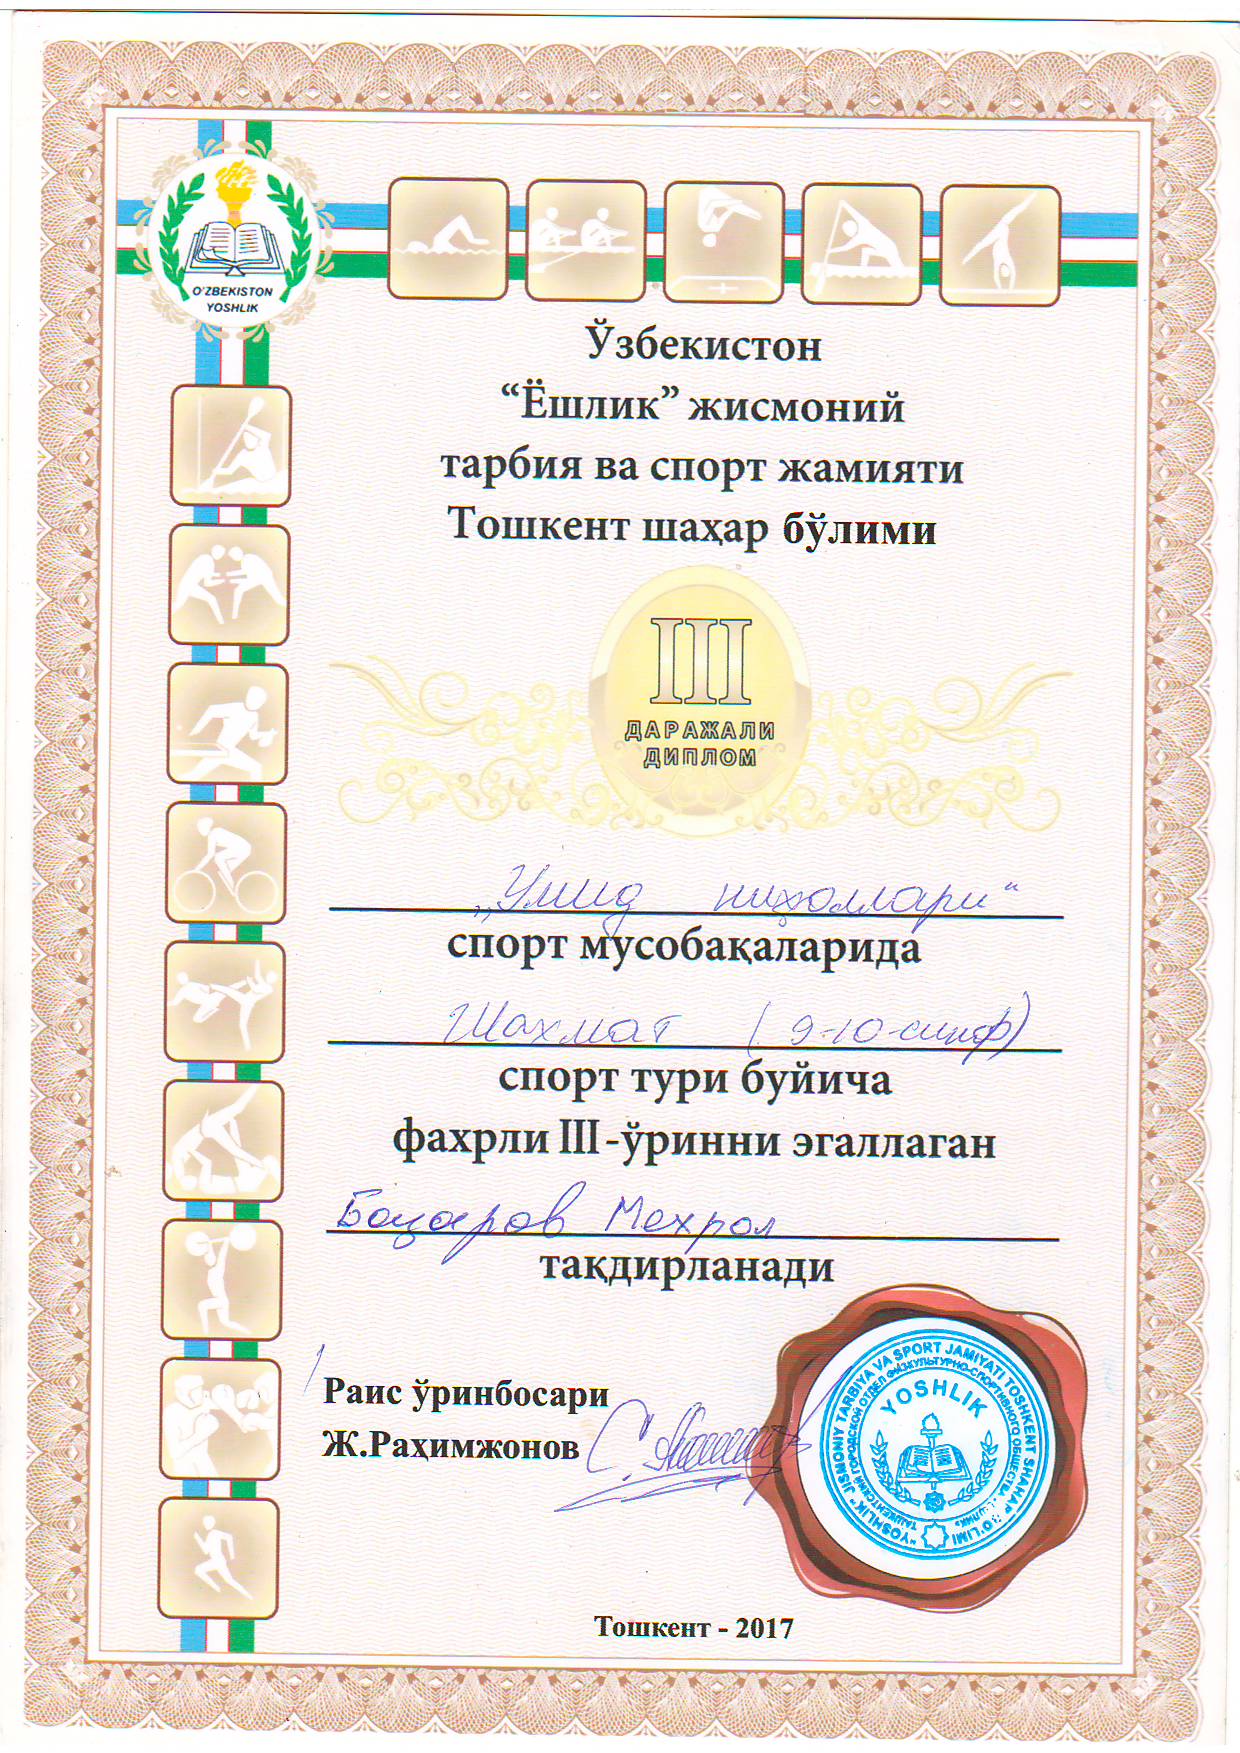 O'ZBEKISTON
YOSHLIK
Ўзбекистон
“Ёшлик” жисмоний
тарбия ва спорт жамияти
Тошкент шаҳар бўлими
III
ДАРАЖАЛИ
ДИПЛОМ
„Умид ниҳоллари“
спорт мусобақаларида
Шахмат (9-10-синф)
спорт тури буйича
фахрли III-ўринни эгаллаган
Мехрол
тақдирланади
Раис ўринбосари
Ж.Раҳимжонов
"YOSHLIK" JISMONIY TARBIYA VA SPORT JAMIYATI TOSHKENT SHAHAR BO'LIMI
ТАШКЕНТСКИЙ ГОРОДСКОЙ ОТДЕЛ ФИЗКУЛЬТУРНО-СПОРТИВНОГО ОБЩЕСТВА
YOSHLIK
Тошкент - 2017